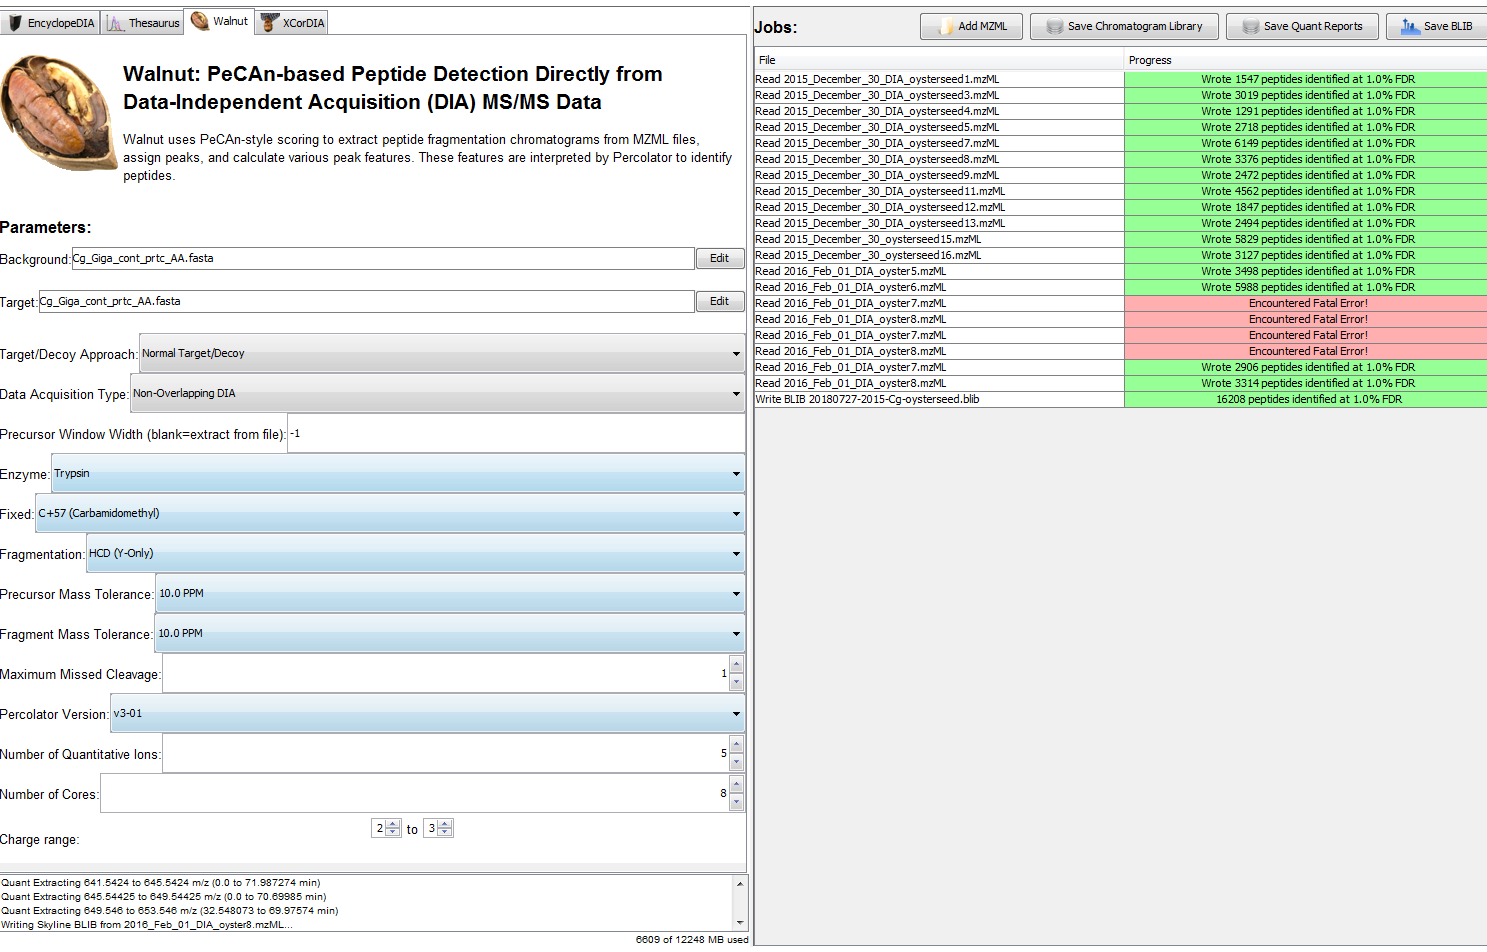 EncyclopeDIA
Thesaurus
Walnut
XCorDIA
Walnut: PeCAn-based Peptide Detection Directly from
Data-Independent Acquisition (DIA) MS/MS Data
Walnut uses PeCAn-style scoring to extract peptide fragmentation chromatograms from MZML files,
assign peaks, and calculate various peak features. These features are interpreted by Percolator to identify
peptides.
Parameters:
Background: Cg_Giga_cont_prtc_AA.fasta Edit
Target: Cg_Giga_cont_prtc_AA.fasta Edit
Target/Decoy Approach: Normal Target/Decoy
Data Acquisition Type: Non-Overlapping DIA
Precursor Window Width (blank=extract from file): -1
Enzyme: Trypsin
Fixed: C+57 (Carbamidomethyl)
Fragmentation: HCD (Y-Only)
Precursor Mass Tolerance: 10.0 PPM
Fragment Mass Tolerance: 10.0 PPM
Maximum Missed Cleavage: 1
Percolator Version: v3-01
Number of Quantitative Ions: 5
Number of Cores: 8
Charge range: 2 to 3
Quant Extracting 641.5424 to 645.5424 m/z (0.0 to 71.987274 min)
Quant Extracting 645.54425 to 649.54425 m/z (0.0 to 70.69985 min)
Quant Extracting 649.546 to 653.546 m/z (32.548073 to 69.97574 min)
Writing Skyline BLIB from 2016_Feb_01_DIA_oyster8.mzML...
6609 of 12248 MB used
Jobs: Add MZML Save Chromatogram Library Save Quant Reports Save BLIB
File Progress
Read 2015_December_30_DIA_oysterseed1.mzML Wrote 1547 peptides identified at 1.0% FDR
Read 2015_December_30_DIA_oysterseed3.mzML Wrote 3019 peptides identified at 1.0% FDR
Read 2015_December_30_DIA_oysterseed4.mzML Wrote 1291 peptides identified at 1.0% FDR
Read 2015_December_30_DIA_oysterseed5.mzML Wrote 2718 peptides identified at 1.0% FDR
Read 2015_December_30_DIA_oysterseed7.mzML Wrote 6149 peptides identified at 1.0% FDR
Read 2015_December_30_DIA_oysterseed8.mzML Wrote 3376 peptides identified at 1.0% FDR
Read 2015_December_30_DIA_oysterseed9.mzML Wrote 2472 peptides identified at 1.0% FDR
Read 2015_December_30_DIA_oysterseed11.mzML Wrote 4562 peptides identified at 1.0% FDR
Read 2015_December_30_DIA_oysterseed12.mzML Wrote 1847 peptides identified at 1.0% FDR
Read 2015_December_30_DIA_oysterseed13.mzML Wrote 2494 peptides identified at 1.0% FDR
Read 2015_December_30_oysterseed15.mzML Wrote 5829 peptides identified at 1.0% FDR
Read 2015_December_30_oysterseed16.mzML Wrote 3127 peptides identified at 1.0% FDR
Read 2016_Feb_01_DIA_oyster5.mzML Wrote 3498 peptides identified at 1.0% FDR
Read 2016_Feb_01_DIA_oyster6.mzML Wrote 5988 peptides identified at 1.0% FDR
Read 2016_Feb_01_DIA_oyster7.mzML Encountered Fatal Error!
Read 2016_Feb_01_DIA_oyster8.mzML Encountered Fatal Error!
Read 2016_Feb_01_DIA_oyster7.mzML Encountered Fatal Error!
Read 2016_Feb_01_DIA_oyster8.mzML Encountered Fatal Error!
Read 2016_Feb_01_DIA_oyster7.mzML Wrote 2906 peptides identified at 1.0% FDR
Read 2016_Feb_01_DIA_oyster8.mzML Wrote 3314 peptides identified at 1.0% FDR
Write BLIB 20180727-2015-Cg-oysterseed.blib 16208 peptides identified at 1.0% FDR